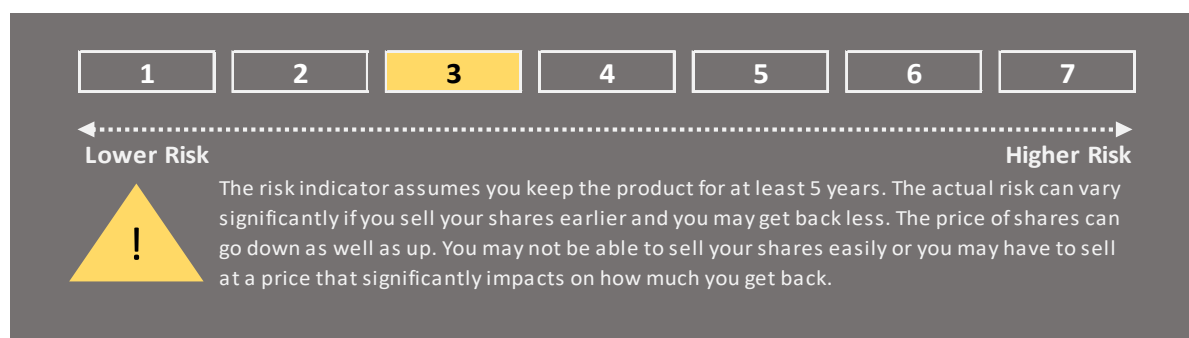 1 2 3 4 5 6 7
Lower Risk Higher Risk
The risk indicator assumes you keep the product for at least 5 years. The actual risk can vary
significantly if you sell your shares earlier and you may get back less. The price of shares can
! go down as well as up. You may not be able to sell your shares easily or you may have to sell
at a price that significantly impacts on how much you get back.